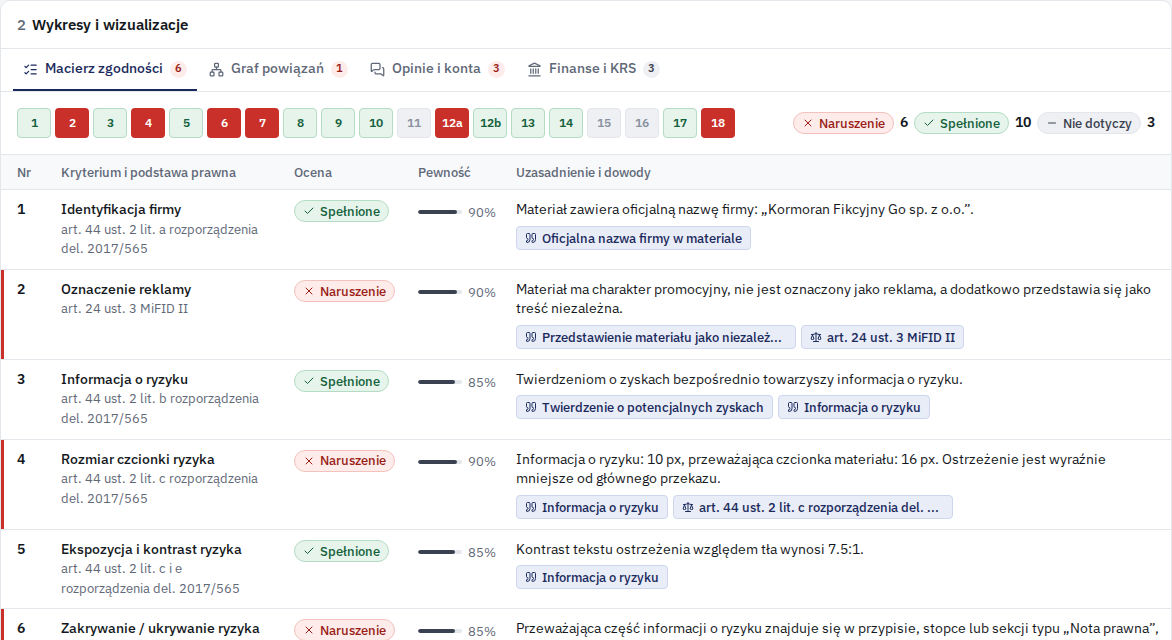 2 Wykresy i wizualizacje
Macierz zgodności 6 Graf powiązań 1 Opinie i konta 3 Finanse i KRS 3
1 2 3 4 5 6 7 8 9 10 11 12a 12b 13 14 15 16 17 18 Naruszenie 6 Spełnione 10 Nie dotyczy 3
Nr Kryterium i podstawa prawna Ocena Pewność Uzasadnienie i dowody
1 Identyfikacja firmy Spełnione 90% Materiał zawiera oficjalną nazwę firmy: „Kormoran Fikcyjny Go sp. z o.o.”.
art. 44 ust. 2 lit. a rozporządzenia
del. 2017/565
Oficjalna nazwa firmy w materiale
2 Oznaczenie reklamy Naruszenie 90% Materiał ma charakter promocyjny, nie jest oznaczony jako reklama, a dodatkowo przedstawia się jako
art. 24 ust. 3 MiFID II
treść niezależna.
Przedstawienie materiału jako niezależ... art. 24 ust. 3 MiFID II
3 Informacja o ryzyku Spełnione 85% Twierdzeniom o zyskach bezpośrednio towarzyszy informacja o ryzyku.
art. 44 ust. 2 lit. b rozporządzenia
del. 2017/565
Twierdzenie o potencjalnych zyskach Informacja o ryzyku
4 Rozmiar czcionki ryzyka Naruszenie 90% Informacja o ryzyku: 10 px, przeważająca czcionka materiału: 16 px. Ostrzeżenie jest wyraźnie
art. 44 ust. 2 lit. c rozporządzenia
del. 2017/565
mniejsze od głównego przekazu.
Informacja o ryzyku art. 44 ust. 2 lit. c rozporządzenia del. ...
5 Ekspozycja i kontrast ryzyka Spełnione 85% Kontrast tekstu ostrzeżenia względem tła wynosi 7.5:1.
art. 44 ust. 2 lit. c i e
rozporządzenia del. 2017/565
Informacja o ryzyku
6 Zakrywanie / ukrywanie ryzyka Naruszenie 85% Przeważająca część informacji o ryzyku znajduje się w przypisie, stopce lub sekcji typu „Nota prawna”,